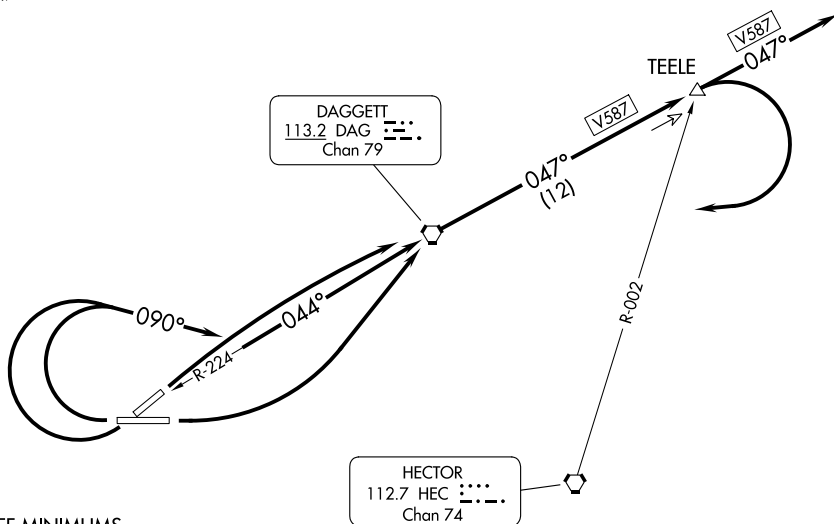 V587
047°
TEELE
DAGGETT
113.2 DAG
Chan 79
V587
047°
(12)
090°
044°
R-224
R-002
HECTOR
112.7 HEC
Chan 74